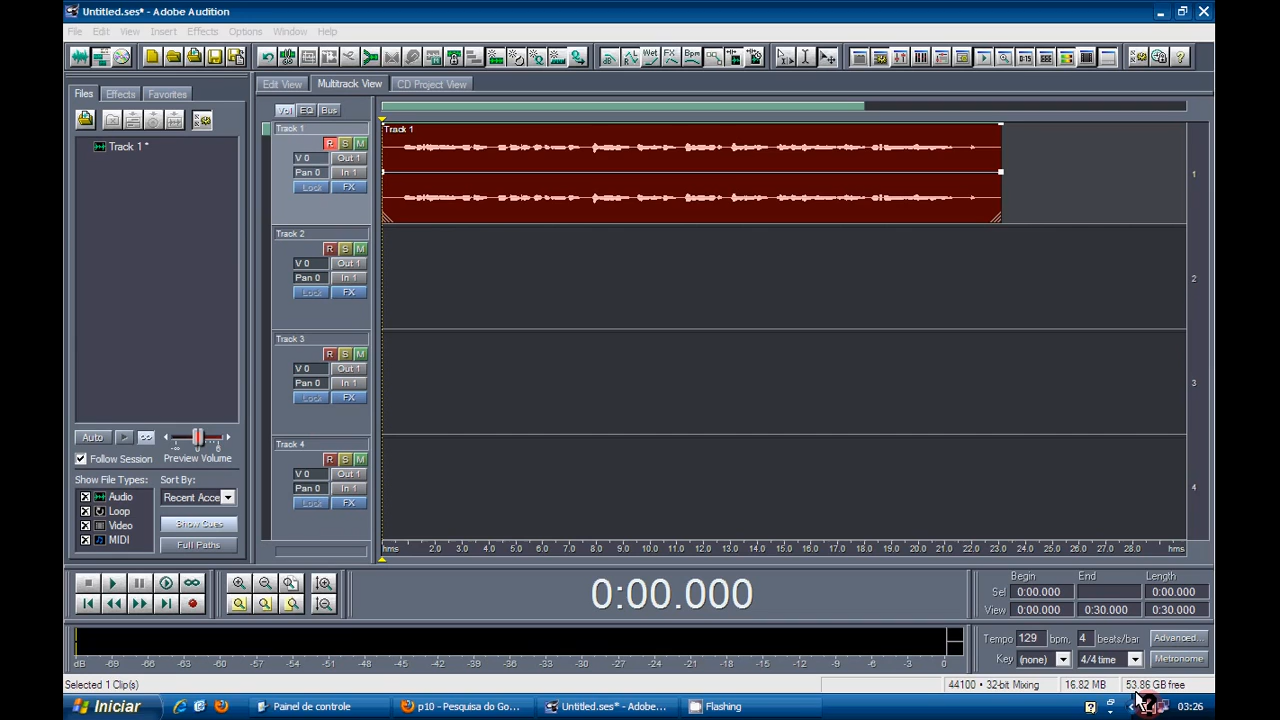 Untitled.ses* - Adobe Audition
File Edit View Insert Effects Options Window Help
Wet FX Bpm
Files Effects Favorites
Edit View Multitrack View CD Project View
Vol EQ Bus
Track 1 *
Track 1
R S M
V 0 Out 1
Pan 0 In 1
Lock FX
Track 1
1
Track 2
R S M
V 0 Out 1
Pan 0 In 1
Lock FX
2
Track 3
R S M
V 0 Out 1
Pan 0 In 1
Lock FX
3
Track 4
R S M
V 0 Out 1
Pan 0 In 1
Lock FX
4
Auto
Follow Session
Preview Volume
Show File Types: Sort By:
Audio
Loop
Video
MIDI
Recent Acce
Show Cues
Full Paths
hms 2.0 3.0 4.0 5.0 6.0 7.0 8.0 9.0 10.0 11.0 12.0 13.0 14.0 15.0 16.0 17.0 18.0 19.0 20.0 21.0 22.0 23.0 24.0 25.0 26.0 27.0 28.0 hms
0:00.000
Begin End Length
Sel 0:00.000 0:00.000
View 0:00.000 0:30.000 0:30.000
dB -69 -66 -63 -60 -57 -54 -51 -48 -45 -42 -39 -36 -33 -30 -27 -24 -21 -18 -15 -12 -9 -6 -3 0
Tempo 129 bpm, 4 beats/bar Advanced...
Key (none) 4/4 time Metronome
Selected 1 Clip(s)
44100 • 32-bit Mixing 16.82 MB 53.86 GB free
Iniciar Painel de controle p10 - Pesquisa do Go... Untitled.ses* - Adobe... Flashing 03:26